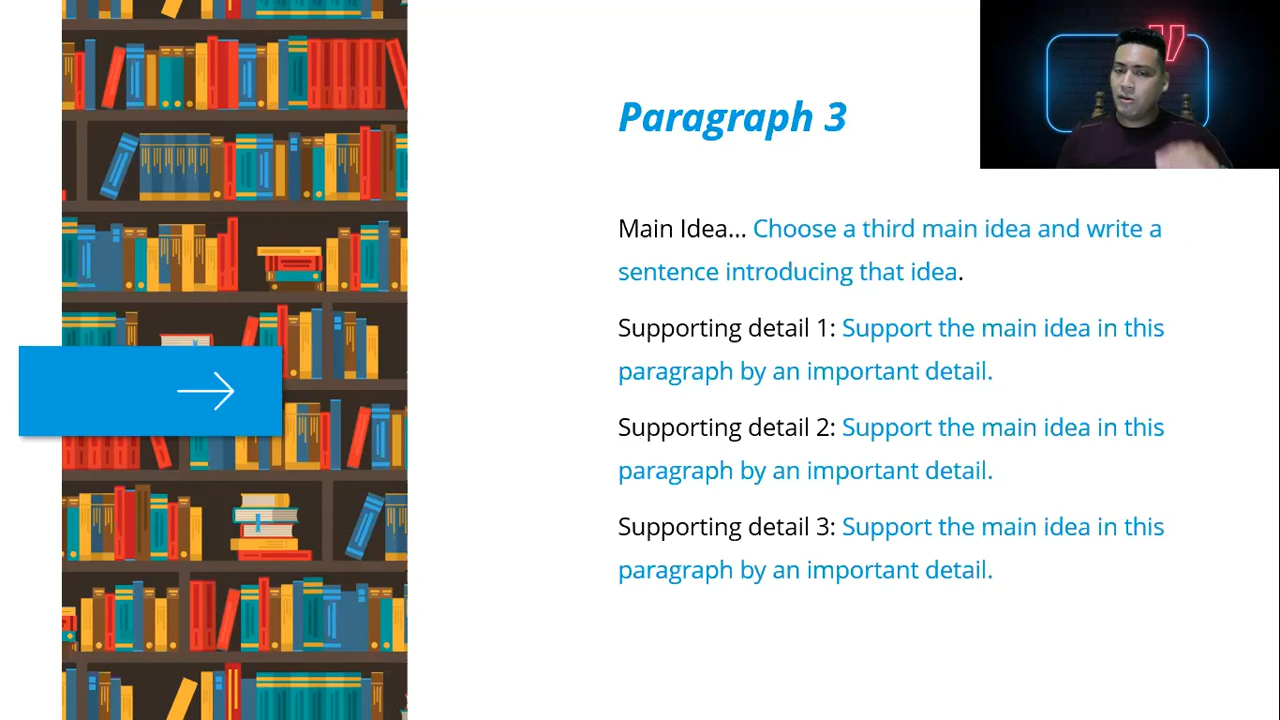 Paragraph 3
Main Idea... Choose a third main idea and write a
sentence introducing that idea.
Supporting detail 1: Support the main idea in this
paragraph by an important detail.
Supporting detail 2: Support the main idea in this
paragraph by an important detail.
Supporting detail 3: Support the main idea in this
paragraph by an important detail.